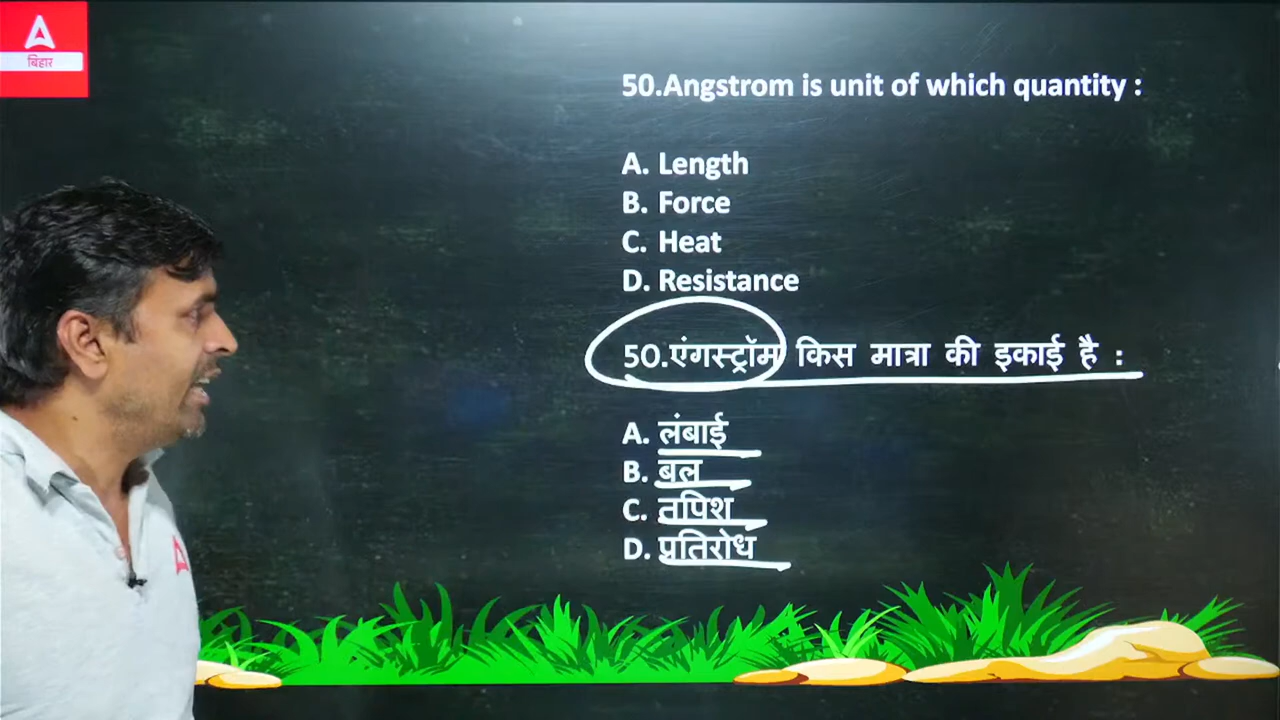 A
बिहार
50.Angstrom is unit of which quantity :
A. Length
B. Force
C. Heat
D. Resistance
50.एंगस्ट्रॉम किस मात्रा की इकाई है :
A. लंबाई
B. बल
C. तपिश
D. प्रतिरोध